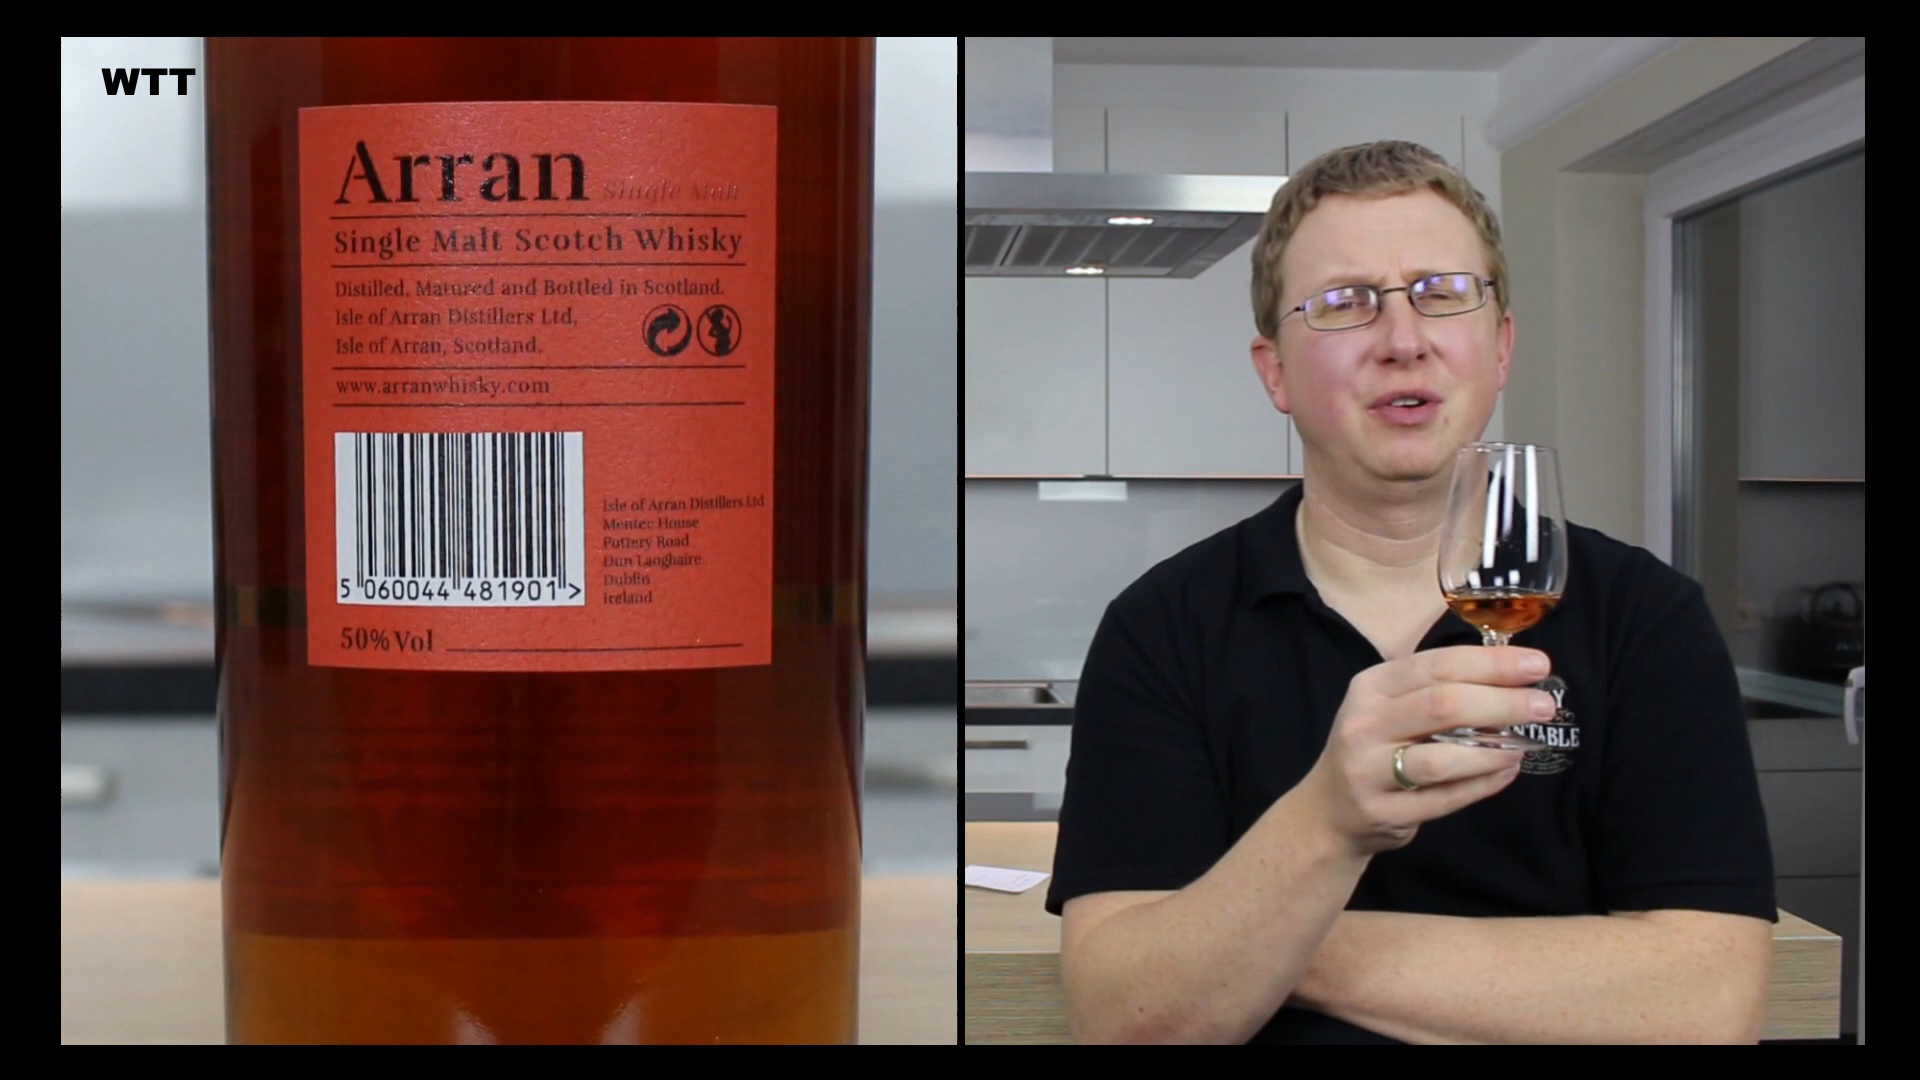 WTT
Arran Single Malt
Single Malt Scotch Whisky
Distilled, Matured and Bottled in Scotland.
Isle of Arran Distillers Ltd,
Isle of Arran, Scotland,
www.arranwhisky.com
5 060044 481901 >
Isle of Arran Distillers Ltd
Mentec House
Pottery Road
Dun Laoghaire
Dublin
Ireland
50% Vol